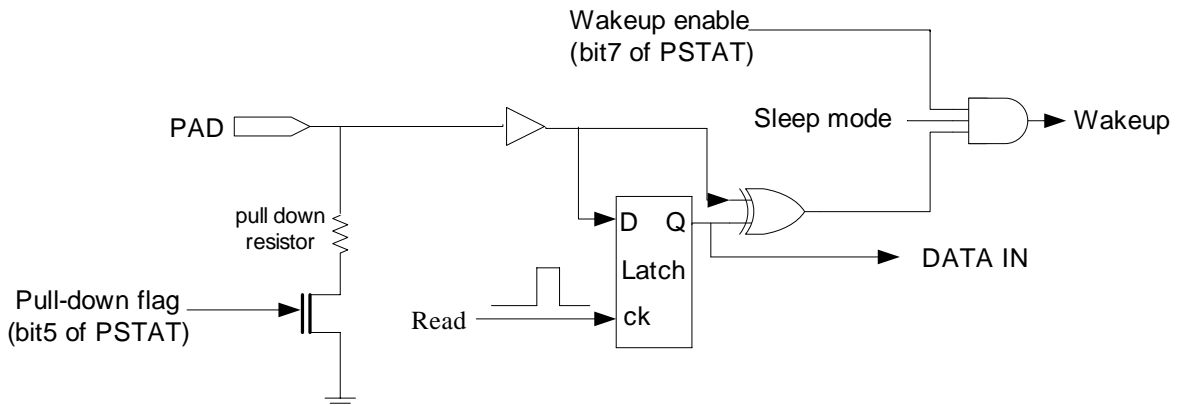 Wakeup enable
(bit7 of PSTAT)
Sleep mode
Wakeup
PAD
pull down
resistor
D Q
Latch
ck
DATA IN
Pull-down flag
(bit5 of PSTAT)
Read